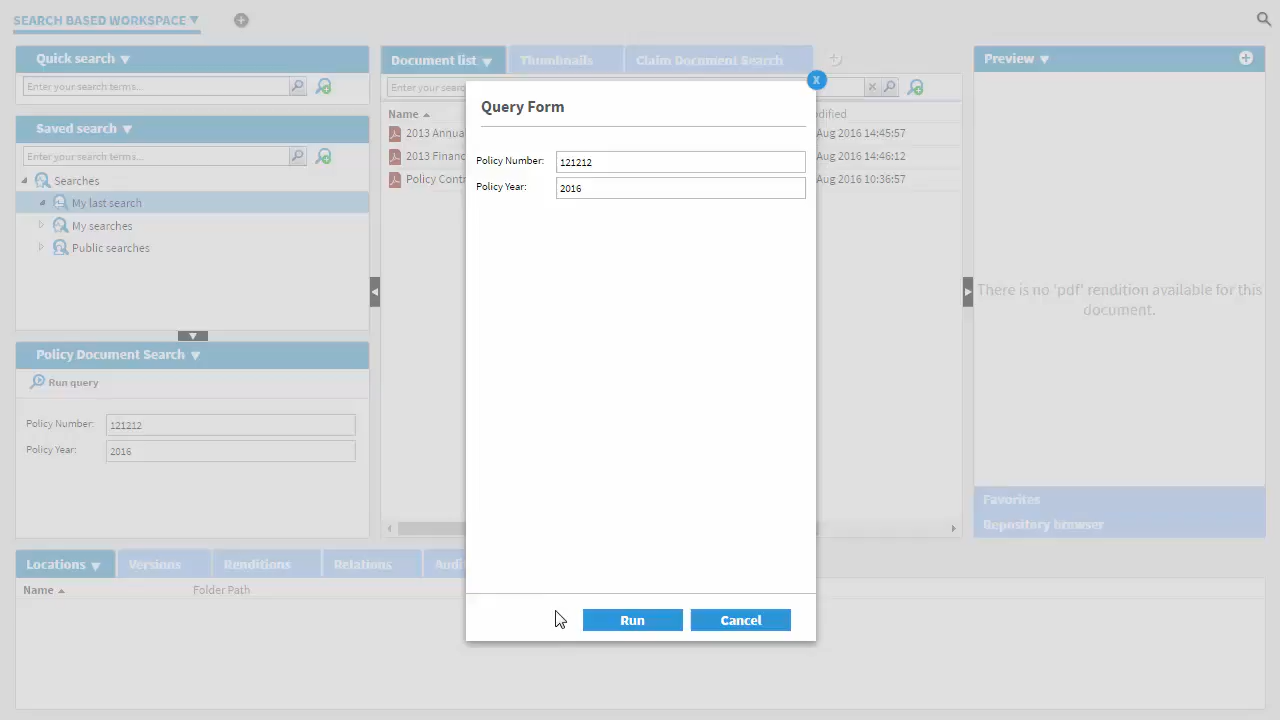 SEARCH BASED WORKSPACE
Quick search
Enter your search terms...
Saved search
Enter your search terms...
Searches
My last search
My searches
Public searches
Policy Document Search
Run query
Policy Number: 121212
Policy Year: 2016
Document list
Thumbnails
Claim Document Search
Enter your sear
Name
dified
2013 Annua
Aug 2016 14:45:57
2013 Financ
Aug 2016 14:46:12
Policy Contr
Aug 2016 10:36:57
Query Form
x
Policy Number: 121212
Policy Year: 2016
Run
Cancel
Preview
There is no 'pdf' rendition available for this
document.
Favorites
Repository browser
Locations
Versions
Renditions
Relations
Audi
Name
Folder Path